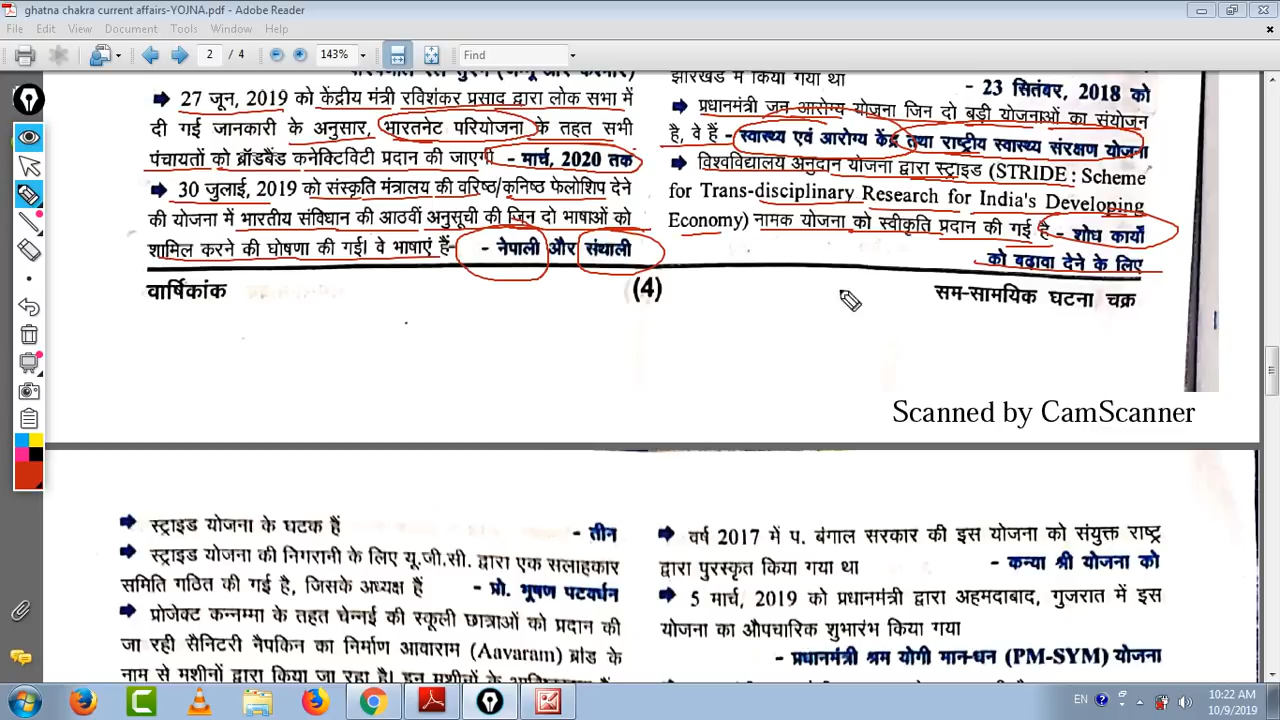 ghatna chakra current affairs-YOJNA.pdf - Adobe Reader
File Edit View Document Tools Window Help
2 / 4 143% Find
27 जून, 2019 को केंद्रीय मंत्री रविशंकर प्रसाद द्वारा लोक सभा में
दी गई जानकारी के अनुसार, भारतनेट परियोजना के तहत सभी
पंचायतों को ब्रॉडबैंड कनेक्टिविटी प्रदान की जाएगी - मार्च, 2020 तक
30 जुलाई, 2019 को संस्कृति मंत्रालय की वरिष्ठ/कनिष्ठ फेलोशिप देने
की योजना में भारतीय संविधान की आठवीं अनुसूची की जिन दो भाषाओं को
शामिल करने की घोषणा की गई। वे भाषाएं हैं- - नेपाली और संथाली
वार्षिकांक
(4)
झारखंड में किया गया था
- 23 सितंबर, 2018 को
प्रधानमंत्री जन आरोग्य योजना जिन दो बड़ी योजनाओं का संयोजन
है, वे हैं - स्वास्थ्य एवं आरोग्य केंद्र तथा राष्ट्रीय स्वास्थ्य संरक्षण योजना
विश्वविद्यालय अनुदान योजना द्वारा स्ट्राइड (STRIDE : Scheme
for Trans-disciplinary Research for India's Developing
Economy) नामक योजना को स्वीकृति प्रदान की गई है - शोध कार्यों
को बढ़ावा देने के लिए
सम-सामयिक घटना चक्र
Scanned by CamScanner
स्ट्राइड योजना के घटक हैं - तीन
स्ट्राइड योजना की निगरानी के लिए यू.जी.सी. द्वारा एक सलाहकार
समिति गठित की गई है, जिसके अध्यक्ष हैं - प्रो. भूषण पटवर्धन
प्रोजेक्ट कन्नम्मा के तहत चेन्नई की स्कूली छात्राओं को प्रदान की
जा रही सैनिटरी नैपकिन का निर्माण आवाराम (Aavaram) ब्रांड के
नाम से मशीनों द्वारा किया जा रहा है। इन मशीनों के
वर्ष 2017 में प. बंगाल सरकार की इस योजना को संयुक्त राष्ट्र
द्वारा पुरस्कृत किया गया था - कन्या श्री योजना को
5 मार्च, 2019 को प्रधानमंत्री द्वारा अहमदाबाद, गुजरात में इस
योजना का औपचारिक शुभारंभ किया गया
- प्रधानमंत्री श्रम योगी मान-धन (PM-SYM) योजना
EN
10:22 AM
10/9/2019